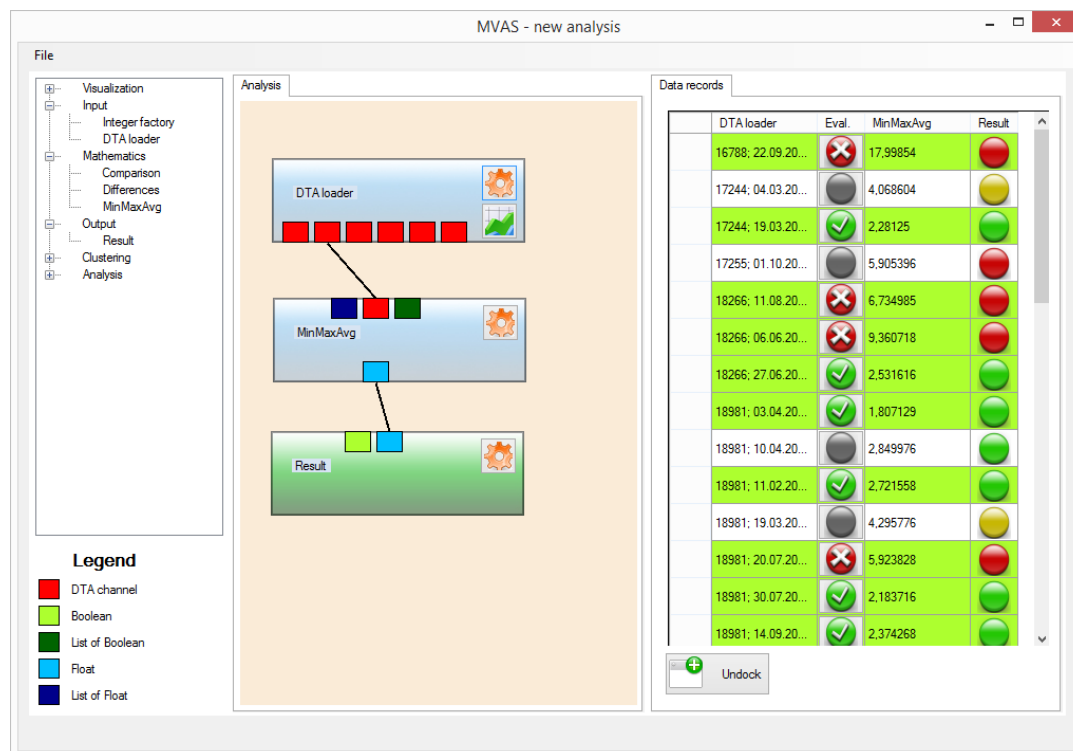 MVAS - new analysis
File
Visualization
Input
Integer factory
DTA loader
Mathematics
Comparison
Differences
MinMaxAvg
Output
Result
Clustering
Analysis
Legend
DTA channel
Boolean
List of Boolean
Float
List of Float
Analysis
DTA loader
MinMaxAvg
Result
Data records
DTA loader Eval. MinMaxAvg Result
16788; 22.09.20... 17,99854
17244; 04.03.20... 4,068604
17244; 19.03.20... 2,28125
17255; 01.10.20... 5,905396
18266; 11.08.20... 6,734985
18266; 06.06.20... 9,360718
18266; 27.06.20... 2,531616
18981; 03.04.20... 1,807129
18981; 10.04.20... 2,849976
18981; 11.02.20... 2,721558
18981; 19.03.20... 4,295776
18981; 20.07.20... 5,923828
18981; 30.07.20... 2,183716
18981; 14.09.20... 2,374268
Undock